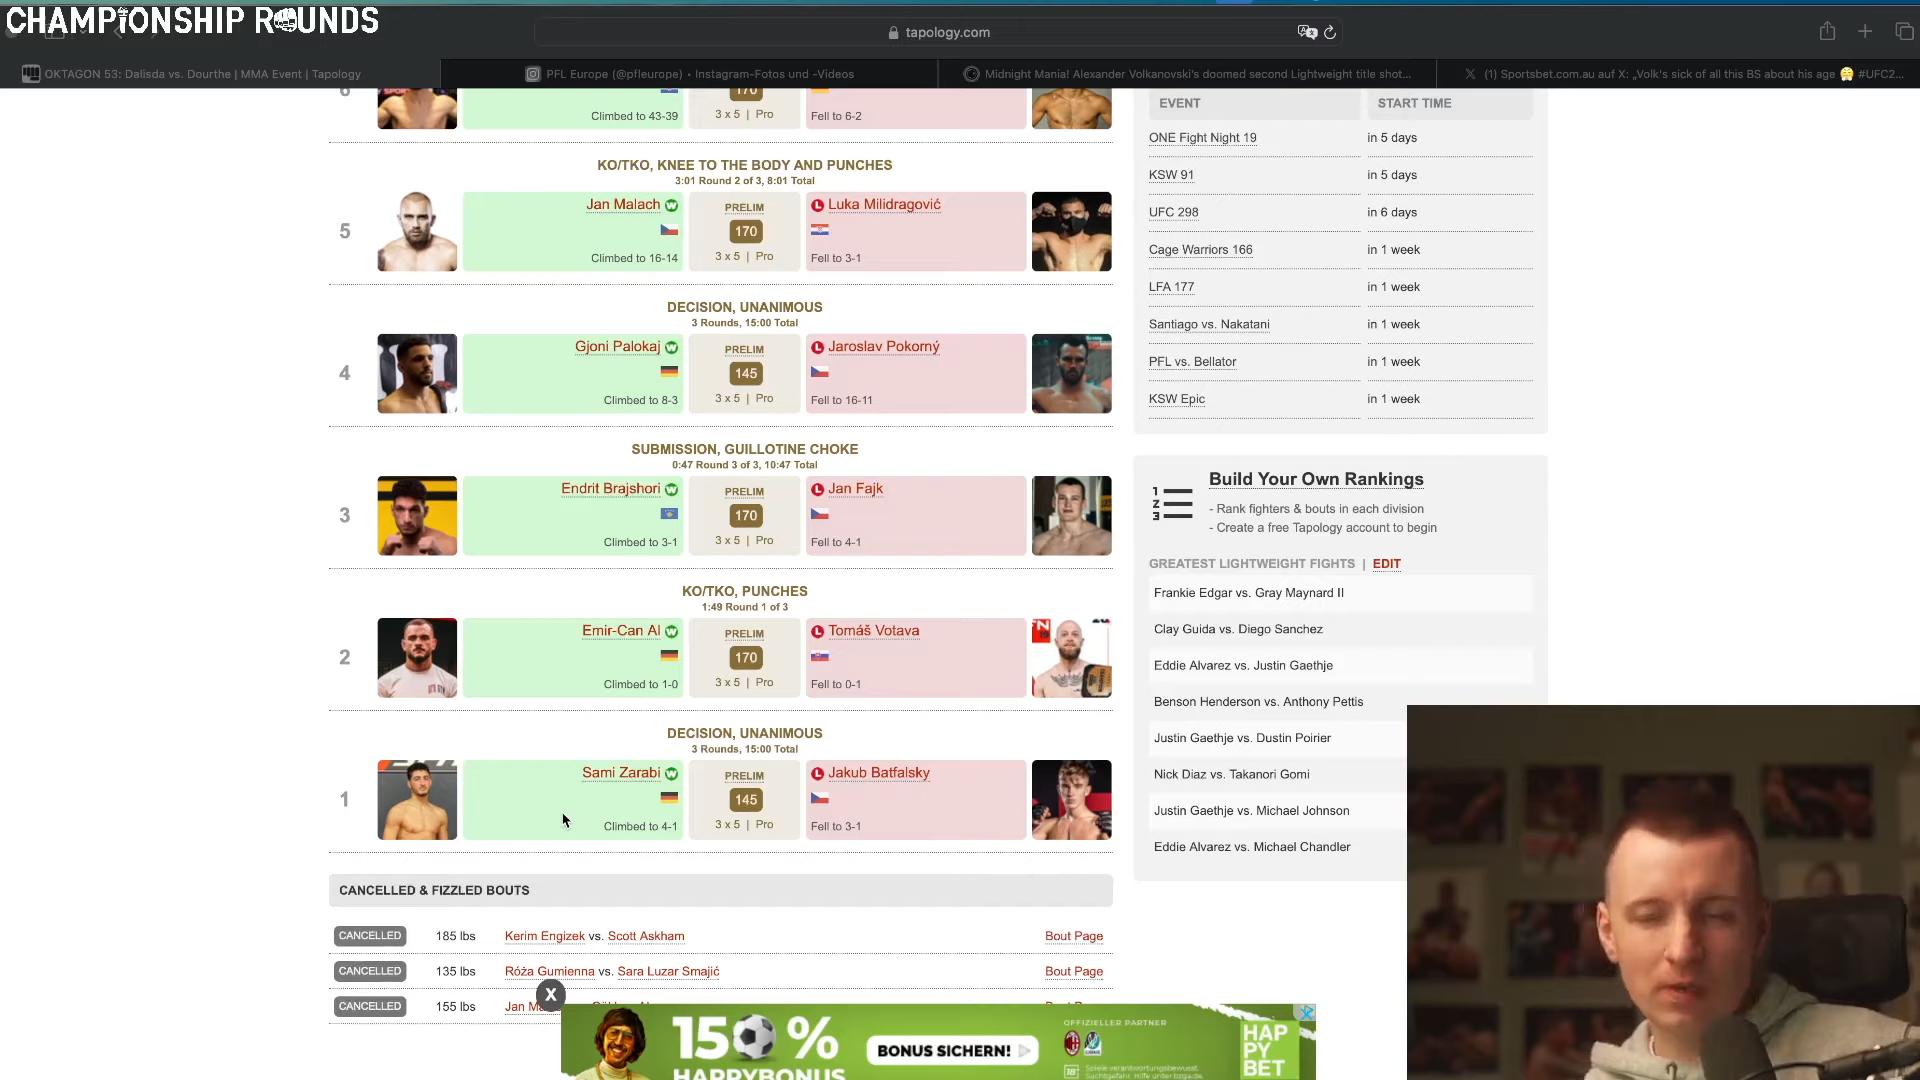 CHAMPIONSHIP ROUNDS
tapology.com
OKTAGON 53: Dalisda vs. Dourthe | MMA Event | Tapology
PFL Europe (@pfleurope) • Instagram-Fotos und -Videos
Midnight Mania! Alexander Volkanovski's doomed second Lightweight title shot...
(1) Sportsbet.com.au auf X: „Volk's sick of all this BS about his age 😤 #UFC2...
6
170
Climbed to 43-39
3 x 5 | Pro
Fell to 6-2
KO/TKO, KNEE TO THE BODY AND PUNCHES
3:01 Round 2 of 3, 8:01 Total
5
Jan Malach W
PRELIM
L Luka Milidragović
170
Climbed to 16-14
3 x 5 | Pro
Fell to 3-1
DECISION, UNANIMOUS
3 Rounds, 15:00 Total
4
Gjoni Palokaj W
PRELIM
L Jaroslav Pokorný
145
Climbed to 8-3
3 x 5 | Pro
Fell to 16-11
SUBMISSION, GUILLOTINE CHOKE
0:47 Round 3 of 3, 10:47 Total
3
Endrit Brajshori W
PRELIM
L Jan Fajk
170
Climbed to 3-1
3 x 5 | Pro
Fell to 4-1
KO/TKO, PUNCHES
1:49 Round 1 of 3
2
Emir-Can Al W
PRELIM
L Tomáš Votava
170
Climbed to 1-0
3 x 5 | Pro
Fell to 0-1
DECISION, UNANIMOUS
3 Rounds, 15:00 Total
1
Sami Zarabi W
PRELIM
L Jakub Batfalsky
145
Climbed to 4-1
3 x 5 | Pro
Fell to 3-1
CANCELLED & FIZZLED BOUTS
CANCELLED 185 lbs Kerim Engizek vs. Scott Askham Bout Page
CANCELLED 135 lbs Róża Gumienna vs. Sara Luzar Smajić Bout Page
CANCELLED 155 lbs Jan
EVENT START TIME
ONE Fight Night 19 in 5 days
KSW 91 in 5 days
UFC 298 in 6 days
Cage Warriors 166 in 1 week
LFA 177 in 1 week
Santiago vs. Nakatani in 1 week
PFL vs. Bellator in 1 week
KSW Epic in 1 week
Build Your Own Rankings
- Rank fighters & bouts in each division
- Create a free Tapology account to begin
GREATEST LIGHTWEIGHT FIGHTS | EDIT
Frankie Edgar vs. Gray Maynard II
Clay Guida vs. Diego Sanchez
Eddie Alvarez vs. Justin Gaethje
Benson Henderson vs. Anthony Pettis
Justin Gaethje vs. Dustin Poirier
Nick Diaz vs. Takanori Gomi
Justin Gaethje vs. Michael Johnson
Eddie Alvarez vs. Michael Chandler
X
150 %
HAPPYBONUS
BONUS SICHERN!
OFFIZIELLER PARTNER
18+
Spiele verantwortungsbewusst.
HAP
PY
BET